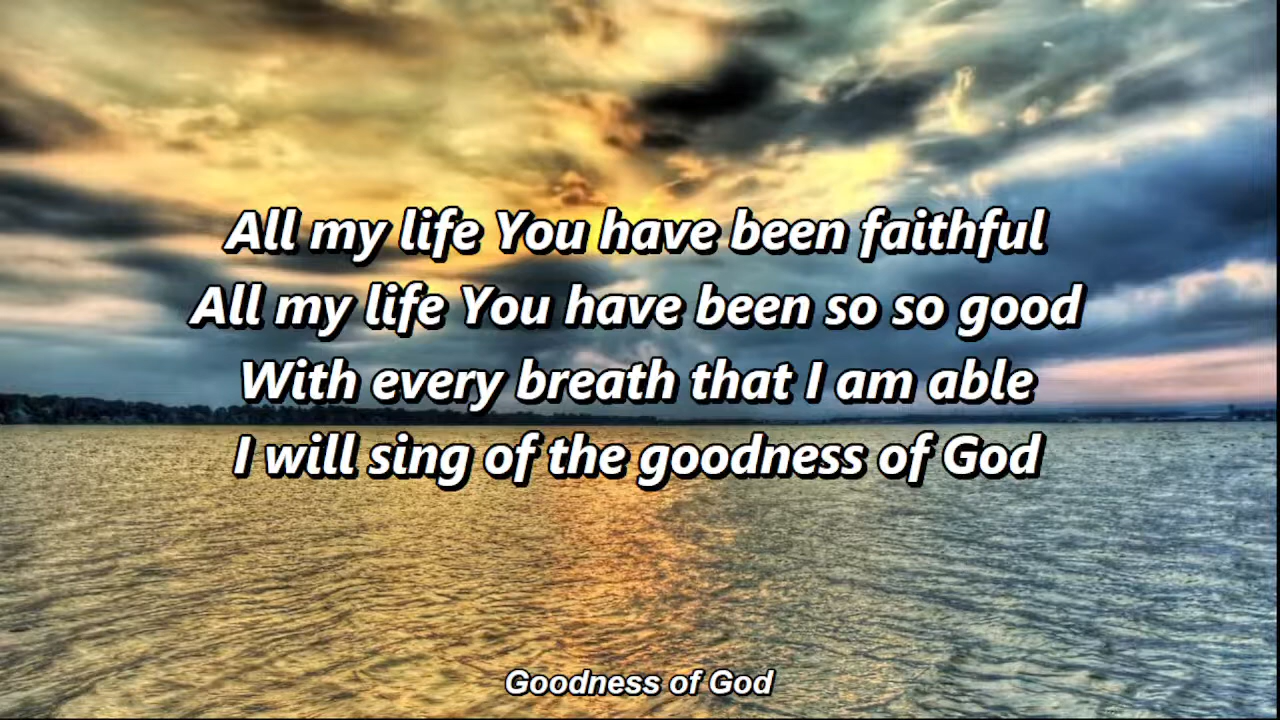 All my life You have been faithful
All my life You have been so so good
With every breath that I am able
I will sing of the goodness of God
Goodness of God